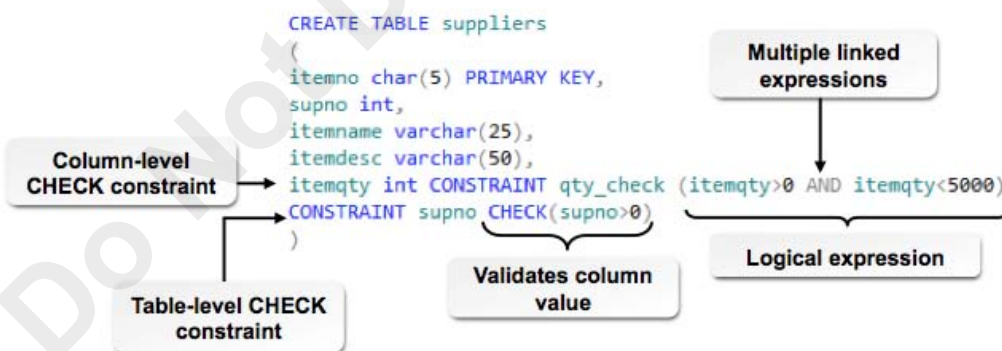 Do Not D
CREATE TABLE suppliers
(
itemno char(5) PRIMARY KEY,
supno int,
itemname varchar(25),
itemdesc varchar(50),
itemqty int CONSTRAINT qty_check (itemqty>0 AND itemqty<5000)
CONSTRAINT supno CHECK(supno>0)
)
Multiple linked
expressions
Column-level
CHECK constraint
Logical expression
Validates column
value
Table-level CHECK
constraint